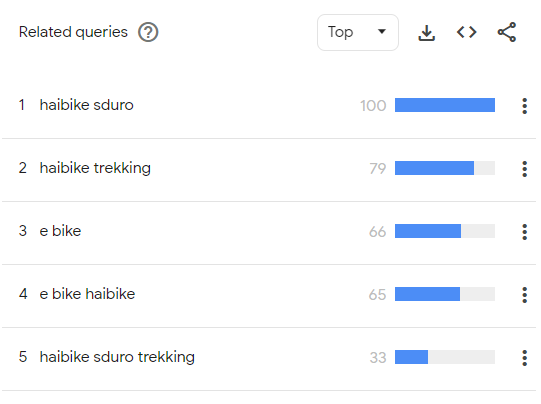 Related queries ? Top <>
1 haibike sduro 100
2 haibike trekking 79
3 e bike 66
4 e bike haibike 65
5 haibike sduro trekking 33